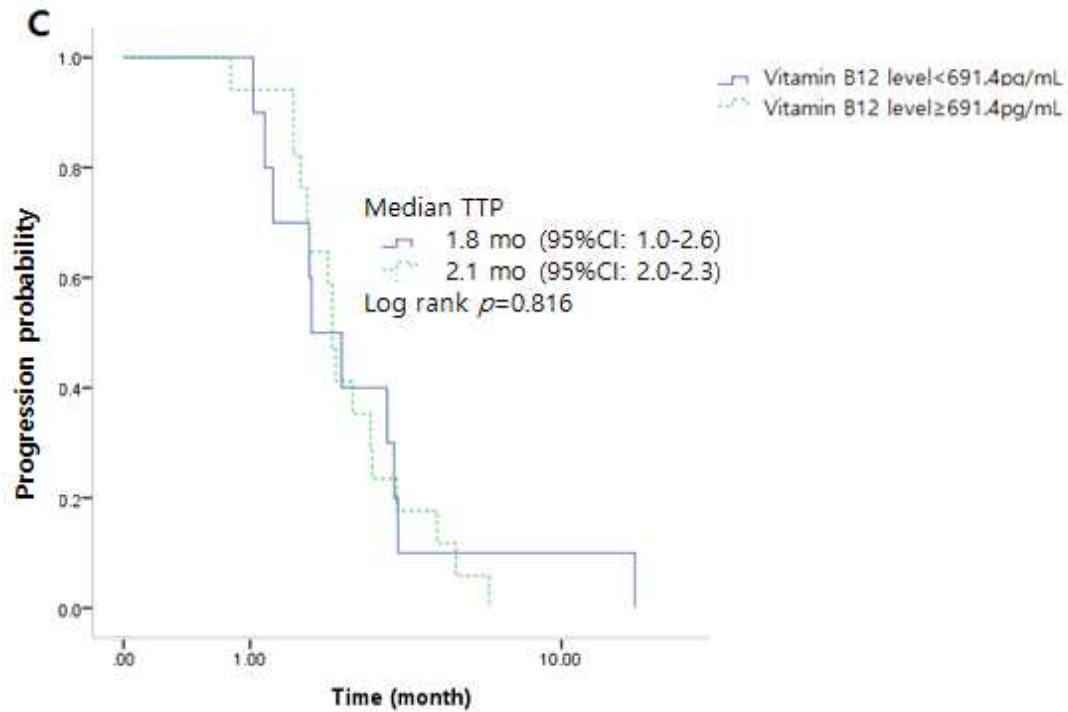 C
Vitamin B12 level<691.4pg/mL
Vitamin B12 level≥691.4pg/mL
Median TTP
1.8 mo (95%CI: 1.0-2.6)
2.1 mo (95%CI: 2.0-2.3)
Log rank p=0.816
Progression probability
1.0
0.8
0.6
0.4
0.2
0.0
.00
1.00
10.00
Time (month)